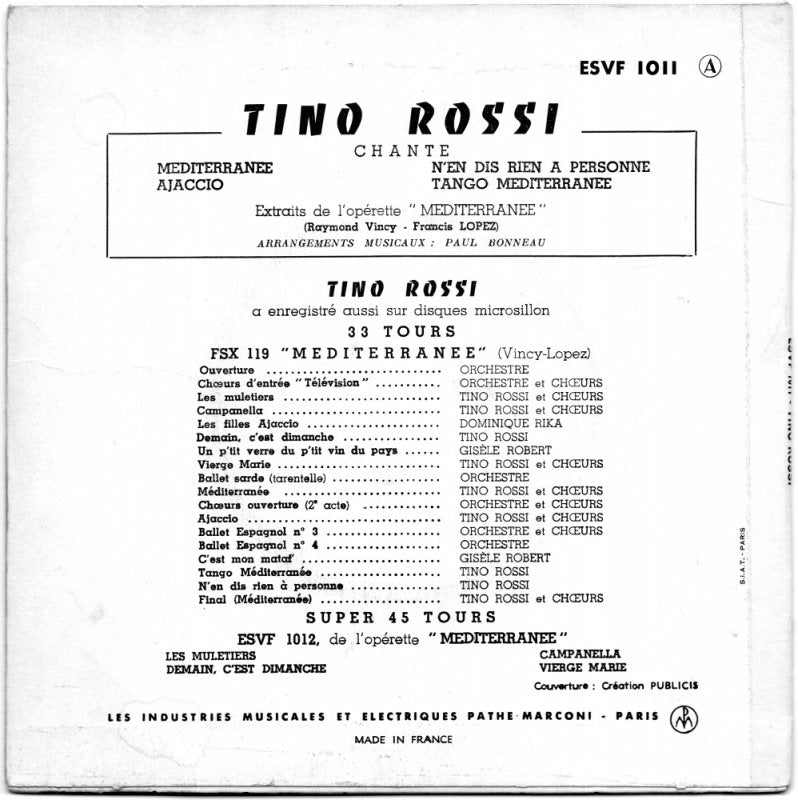 ESVF 1011 A
TINO ROSSI
CHANTE
MEDITERRANEE N'EN DIS RIEN A PERSONNE
AJACCIO TANGO MEDITERRANEE
Extraits de l'opérette "MEDITERRANEE"
(Raymond Vincy - Francis LOPEZ)
ARRANGEMENTS MUSICAUX : PAUL BONNEAU
TINO ROSSI
a enregistré aussi sur disques microsillon
33 TOURS
FSX 119 "MEDITERRANEE" (Vincy-Lopez)
Ouverture ............................ ORCHESTRE
Chœurs d'entrée "Télévision" ........... ORCHESTRE et CHŒURS
Les muletiers ............................ TINO ROSSI et CHŒURS
Campanella ............................ TINO ROSSI et CHŒURS
Les filles Ajaccio ...................... DOMINIQUE RIKA
Demain, c'est dimanche ................ TINO ROSSI
Un p'tit verre du p'tit vin du pays ...... GISÈLE ROBERT
Vierge Marie .......................... TINO ROSSI et CHŒURS
Ballet sarde (tarentelle) ................. ORCHESTRE
Méditerranée ......................... TINO ROSSI et CHŒURS
Chœurs ouverture (2e acte) ............. ORCHESTRE et CHŒURS
Ajaccio ............................... TINO ROSSI et CHŒURS
Ballet Espagnol n° 3 ................... ORCHESTRE et CHŒURS
Ballet Espagnol n° 4 ................... ORCHESTRE
C'est mon mataf' ...................... GISÈLE ROBERT
Tango Méditerranée .................... TINO ROSSI
N'en dis rien à personne ................ TINO ROSSI
Final (Méditerranée) ................... TINO ROSSI et CHŒURS
SUPER 45 TOURS
ESVF 1012, de l'opérette "MEDITERRANEE"
LES MULETIERS CAMPANELLA
DEMAIN, C'EST DIMANCHE VIERGE MARIE
Couverture : Création PUBLICIS
LES INDUSTRIES MUSICALES ET ELECTRIQUES PATHE MARCONI - PARIS
MADE IN FRANCE
S.I.A.T. - PARIS